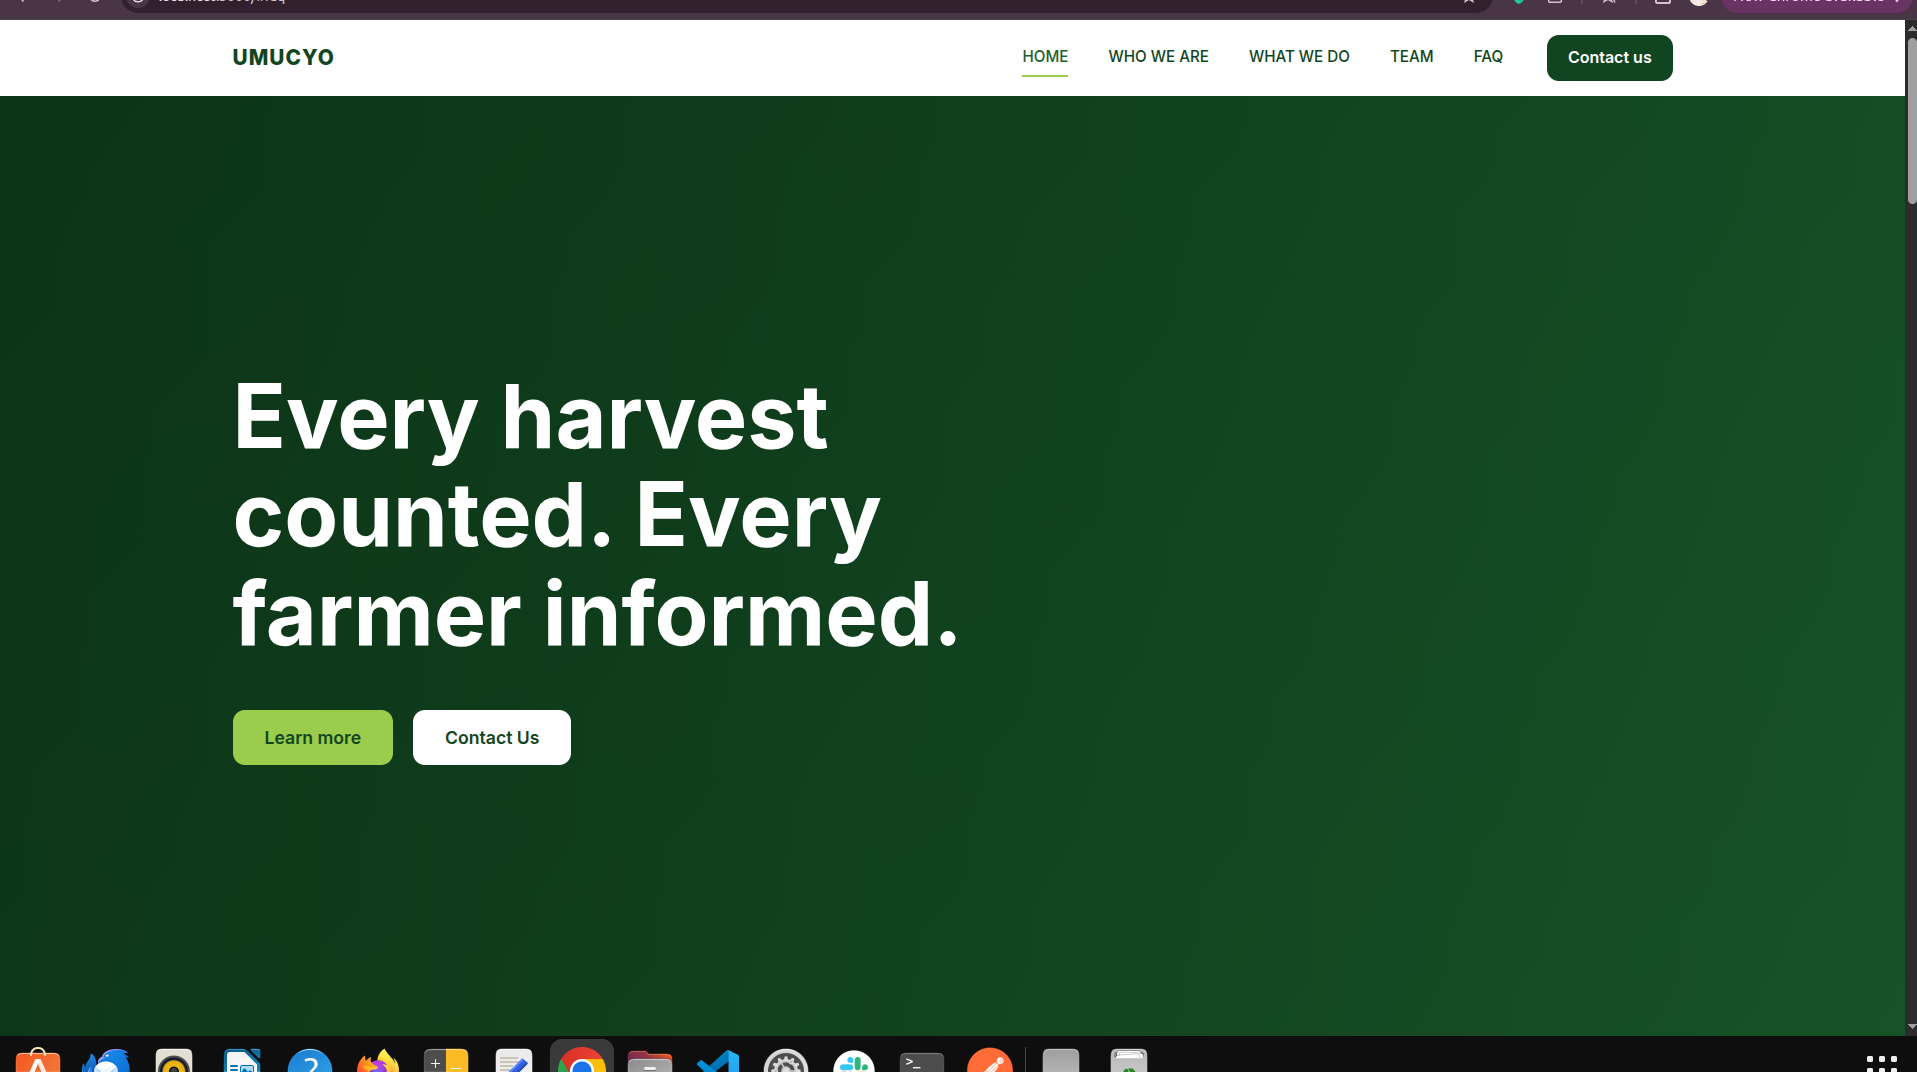 UMUCYO
HOME
WHO WE ARE
WHAT WE DO
TEAM
FAQ
Contact us
Every harvest
counted. Every
farmer informed.
Learn more
Contact Us